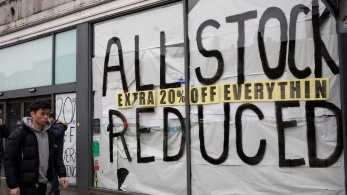 ALL STOCK
EXTRA 20% OFF EVERYTHIN
REDUCED